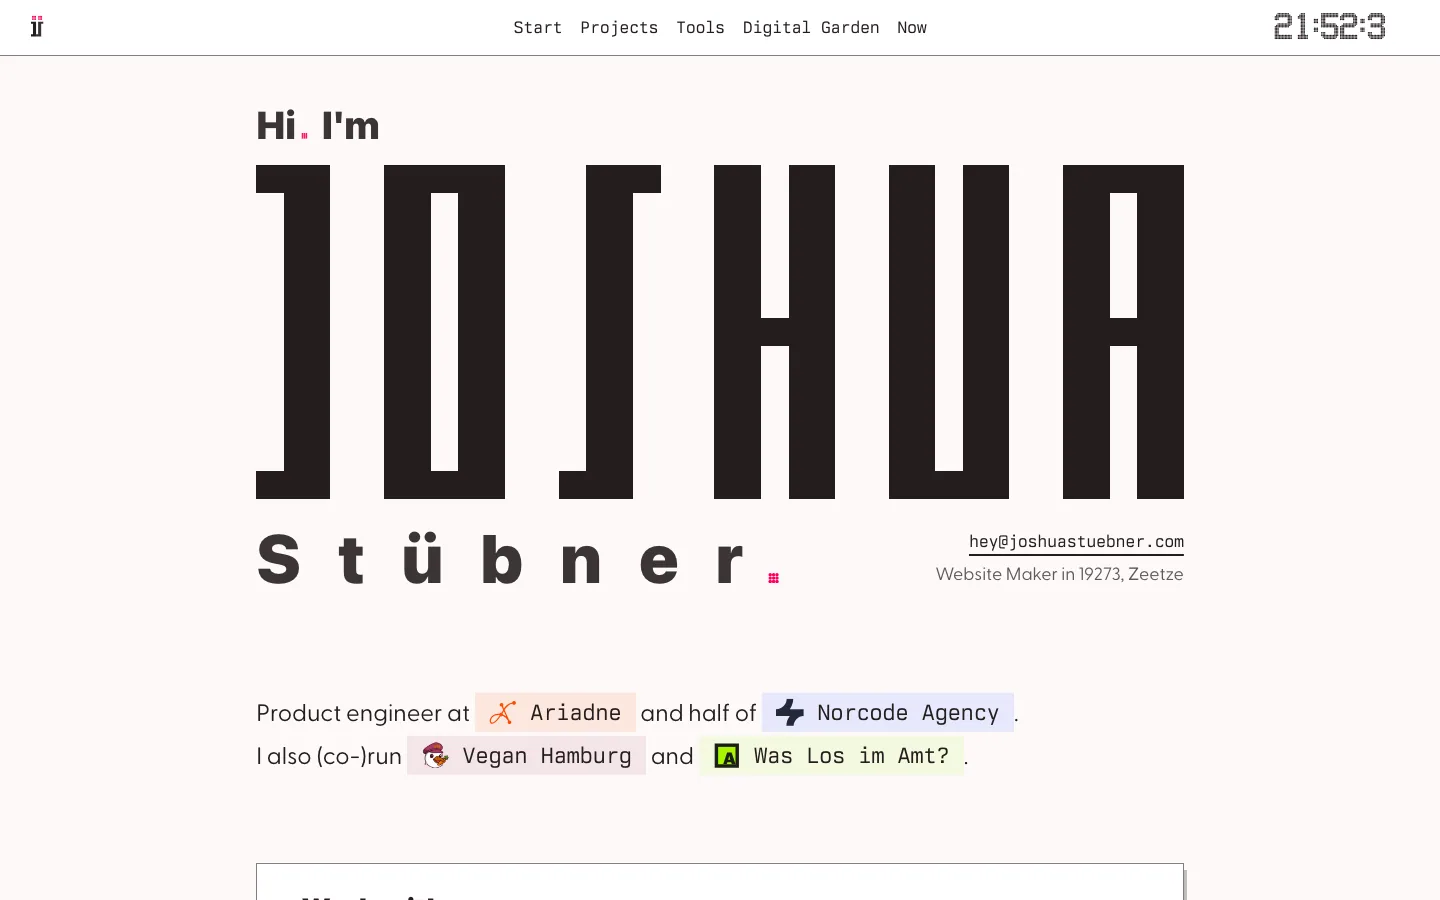 Start Projects Tools Digital Garden Now
21:52:3
Hi. I'm
JOSHUA
Stübner.
hey@joshuastuebner.com
Website Maker in 19273, Zeetze
Product engineer at Ariadne and half of Norcode Agency.
I also (co-)run Vegan Hamburg and Was Los im Amt?.